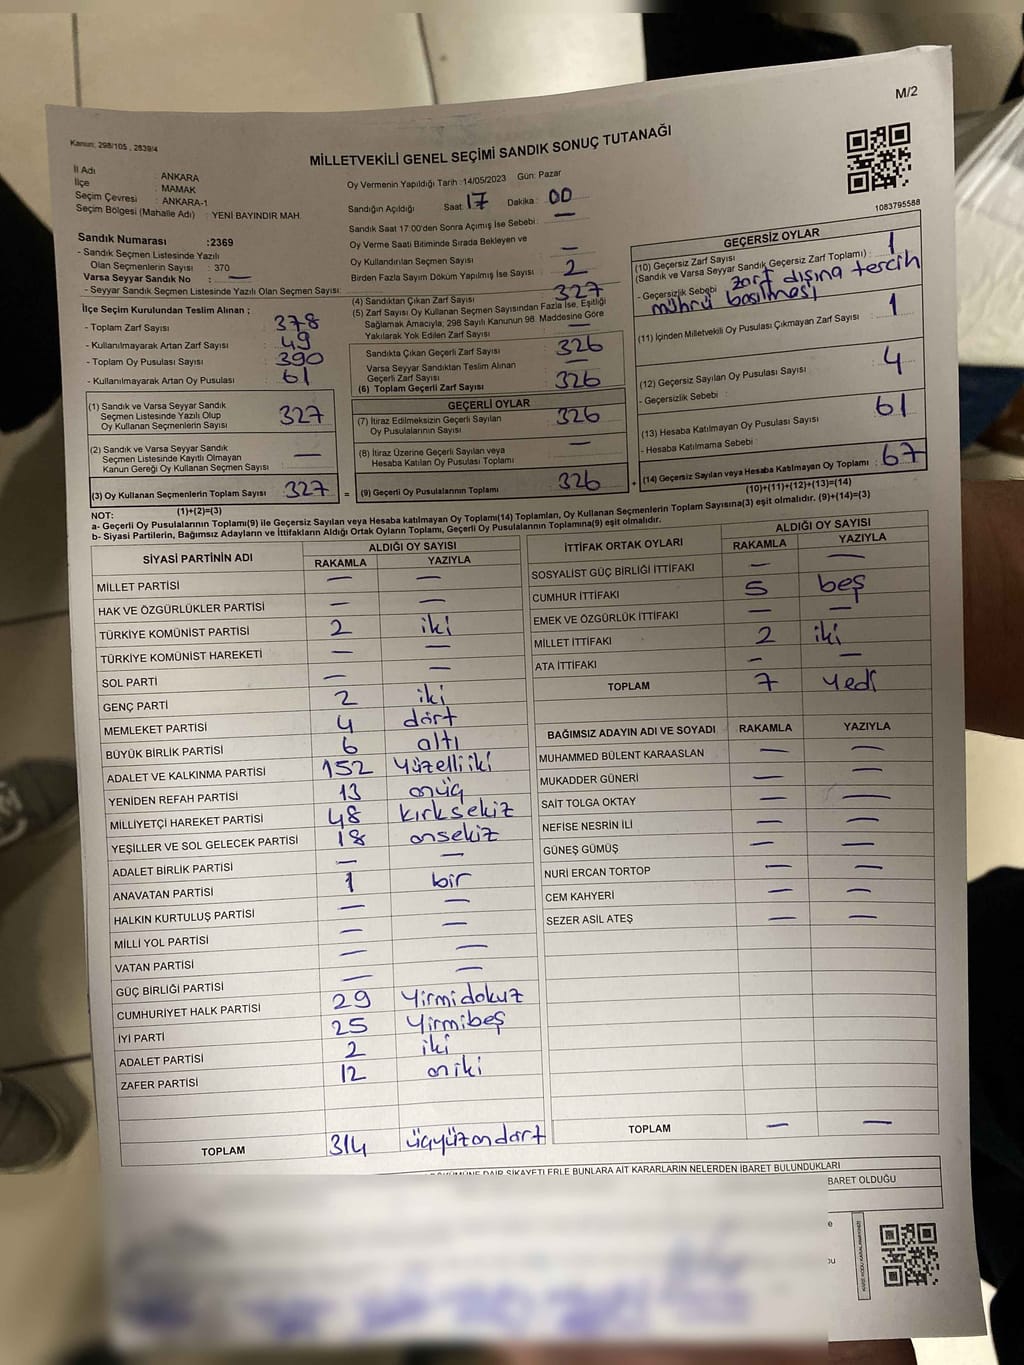 M/2
Kanun: 298/105 , 2839/4
MİLLETVEKİLİ GENEL SEÇİMİ SANDIK SONUÇ TUTANAĞI
İl Adı : ANKARA
İlçe : MAMAK
Seçim Çevresi : ANKARA-1
Seçim Bölgesi (Mahalle Adı) : YENİ BAYINDIR MAH.
Sandık Numarası :2369
- Sandık Seçmen Listesinde Yazılı
Olan Seçmenlerin Sayısı : 370
Varsa Seyyar Sandık No : —
- Seyyar Sandık Seçmen Listesinde Yazılı Olan Seçmen Sayısı:
İlçe Seçim Kurulundan Teslim Alınan ;
- Toplam Zarf Sayısı : 378
- Kullanılmayarak Artan Zarf Sayısı : 49
- Toplam Oy Pusulası Sayısı : 390
- Kullanılmayarak Artan Oy Pusulası : 61
(1) Sandık ve Varsa Seyyar Sandık
Seçmen Listesinde Yazılı Olup
Oy Kullanan Seçmenlerin Sayısı : 327
(2) Sandık ve Varsa Seyyar Sandık
Seçmen Listesinde Kayıtlı Olmayan
Kanun Gereği Oy Kullanan Seçmen Sayısı : —
(3) Oy Kullanan Seçmenlerin Toplam Sayısı : 327
(1)+(2)=(3)
Oy Vermenin Yapıldığı Tarih :14/05/2023 Gün: Pazar
Sandığın Açıldığı Saat : 17 Dakika : 00
Sandık Saat 17:00'den Sonra Açımış İse Sebebi : —
Oy Verme Saati Bitiminde Sırada Bekleyen ve
Oy Kullandırılan Seçmen Sayısı : —
Birden Fazla Sayım Döküm Yapılmış İse Sayısı : 2
(4) Sandıktan Çıkan Zarf Sayısı : 327
(5) Zarf Sayısı Oy Kullanan Seçmen Sayısından Fazla İse, Eşitliği
Sağlamak Amacıyla, 298 Sayılı Kanunun 98. Maddesine Göre
Yakılarak Yok Edilen Zarf Sayısı : —
Sandıkta Çıkan Geçerli Zarf Sayısı : 326
Varsa Seyyar Sandıktan Teslim Alınan
Geçerli Zarf Sayısı : —
(6) Toplam Geçerli Zarf Sayısı : 326
GEÇERLİ OYLAR
(7) İtiraz Edilmeksizin Geçerli Sayılan
Oy Pusulalarının Sayısı : 326
(8) İtiraz Üzerine Geçerli Sayılan veya
Hesaba Katılan Oy Pusulası Toplamı : —
= (9) Geçerli Oy Pusulalarının Toplamı : 326
1083795588
GEÇERSİZ OYLAR
(10) Geçersiz Zarf Sayısı
(Sandık ve Varsa Seyyar Sandık Geçersiz Zarf Toplamı) : 1
- Geçersizlik Sebebi : zarf dışına tercih
mührü basılması
(11) İçinden Milletvekili Oy Pusulası Çıkmayan Zarf Sayısı : 1
(12) Geçersiz Sayılan Oy Pusulası Sayısı : 4
- Geçersizlik Sebebi :
(13) Hesaba Katılmayan Oy Pusulası Sayısı : 61
- Hesaba Katılmama Sebebi :
+ (14) Geçersiz Sayılan veya Hesaba Katılmayan Oy Toplamı : 67
(10)+(11)+(12)+(13)=(14)
NOT:
a- Geçerli Oy Pusulalarının Toplamı(9) ile Geçersiz Sayılan veya Hesaba katılmayan Oy Toplamı(14) Toplamları, Oy Kullanan Seçmenlerin Toplam Sayısına(3) eşit olmalıdır. (9)+(14)=(3)
b- Siyasi Partilerin, Bağımsız Adayların ve İttifakların Aldığı Ortak Oyların Toplamı, Geçerli Oy Pusulalarının Toplamına(9) eşit olmalıdır.
SİYASİ PARTİNİN ADI ALDIĞI OY SAYISI
RAKAMLA YAZIYLA
MİLLET PARTİSİ — —
HAK VE ÖZGÜRLÜKLER PARTİSİ — —
TÜRKİYE KOMÜNİST PARTİSİ 2 iki
TÜRKİYE KOMÜNİST HAREKETİ — —
SOL PARTİ — —
GENÇ PARTİ 2 iki
MEMLEKET PARTİSİ 4 dört
BÜYÜK BİRLİK PARTİSİ 6 altı
ADALET VE KALKINMA PARTİSİ 152 yüzelliiki
YENİDEN REFAH PARTİSİ 13 onüç
MİLLİYETÇİ HAREKET PARTİSİ 48 kırksekiz
YEŞİLLER VE SOL GELECEK PARTİSİ 18 onsekiz
ADALET BİRLİK PARTİSİ — —
ANAVATAN PARTİSİ 1 bir
HALKIN KURTULUŞ PARTİSİ — —
MİLLİ YOL PARTİSİ — —
VATAN PARTİSİ — —
GÜÇ BİRLİĞİ PARTİSİ — —
CUMHURİYET HALK PARTİSİ 29 Yirmidokuz
İYİ PARTİ 25 Yirmibeş
ADALET PARTİSİ 2 iki
ZAFER PARTİSİ 12 oniki
TOPLAM 314 üçyüzondört
İTTİFAK ORTAK OYLARI ALDIĞI OY SAYISI
RAKAMLA YAZIYLA
SOSYALİST GÜÇ BİRLİĞİ İTTİFAKI — —
CUMHUR İTTİFAKI 5 beş
EMEK VE ÖZGÜRLÜK İTTİFAKI — —
MİLLET İTTİFAKI 2 iki
ATA İTTİFAKI — —
TOPLAM 7 Yedi
BAĞIMSIZ ADAYIN ADI VE SOYADI RAKAMLA YAZIYLA
MUHAMMED BÜLENT KARAASLAN — —
MUKADDER GÜNERİ — —
SAİT TOLGA OKTAY — —
NEFİSE NESRİN İLİ — —
GÜNEŞ GÜMÜŞ — —
NURİ ERCAN TORTOP — —
CEM KAHYERİ — —
SEZER ASİL ATEŞ — —
TOPLAM — —
DAİR ŞİKAYETLERLE BUNLARA AİT KARARLARIN NELERDEN İBARET BULUNDUKLARI
BARET OLDUĞU